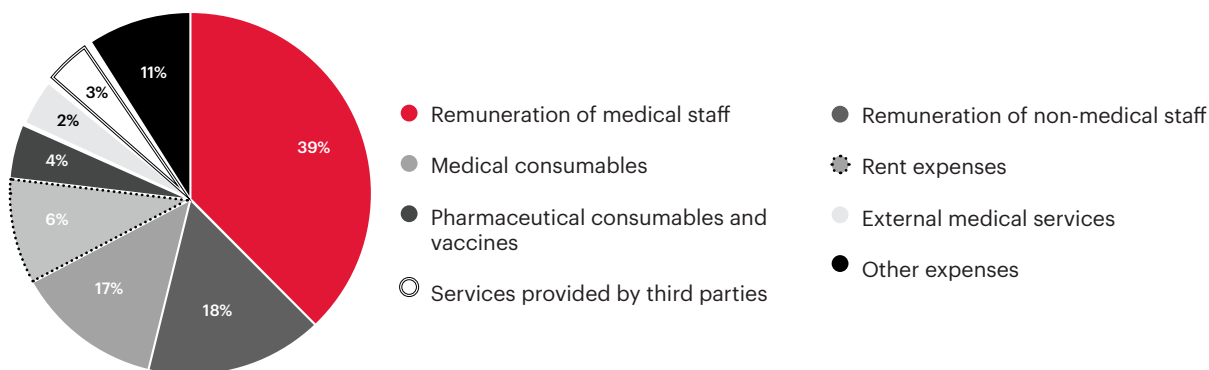 11%
3%
2%
4%
6%
17%
18%
39%
Remuneration of medical staff
Medical consumables
Pharmaceutical consumables and
vaccines
Services provided by third parties
Remuneration of non-medical staff
Rent expenses
External medical services
Other expenses